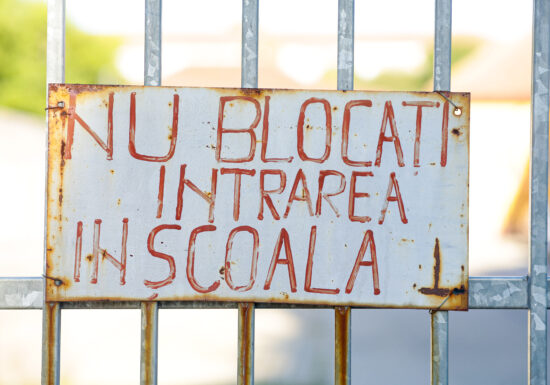 NU BLOCATI
INTRAREA
IN SCOALA